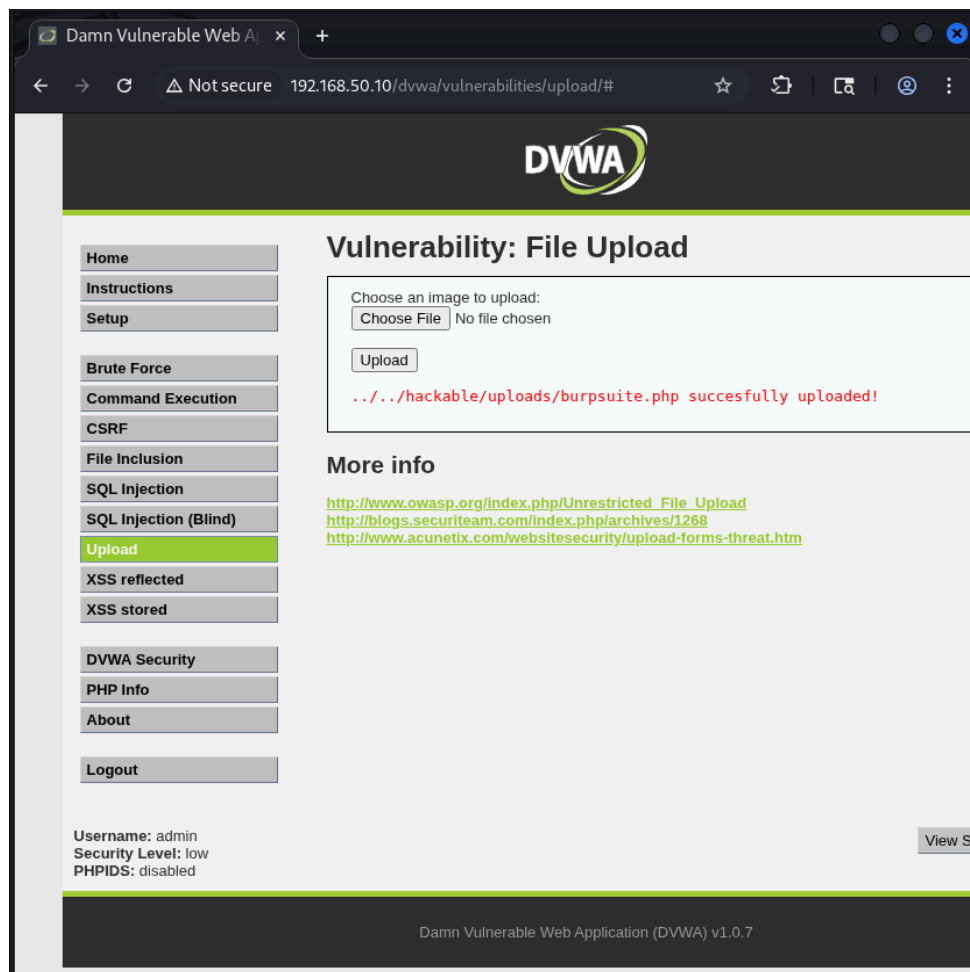 Damn Vulnerable Web Ap
Not secure 192.168.50.10/dvwa/vulnerabilities/upload/#
DVWA
Home
Instructions
Setup
Brute Force
Command Execution
CSRF
File Inclusion
SQL Injection
SQL Injection (Blind)
Upload
XSS reflected
XSS stored
DVWA Security
PHP Info
About
Logout
Vulnerability: File Upload
Choose an image to upload:
Choose File No file chosen
Upload
../../hackable/uploads/burpsuite.php succesfully uploaded!
More info
http://www.owasp.org/index.php/Unrestricted_File_Upload
http://blogs.securiteam.com/index.php/archives/1268
http://www.acunetix.com/websitesecurity/upload-forms-threat.htm
Username: admin
Security Level: low
PHPIDS: disabled
View S
Damn Vulnerable Web Application (DVWA) v1.0.7